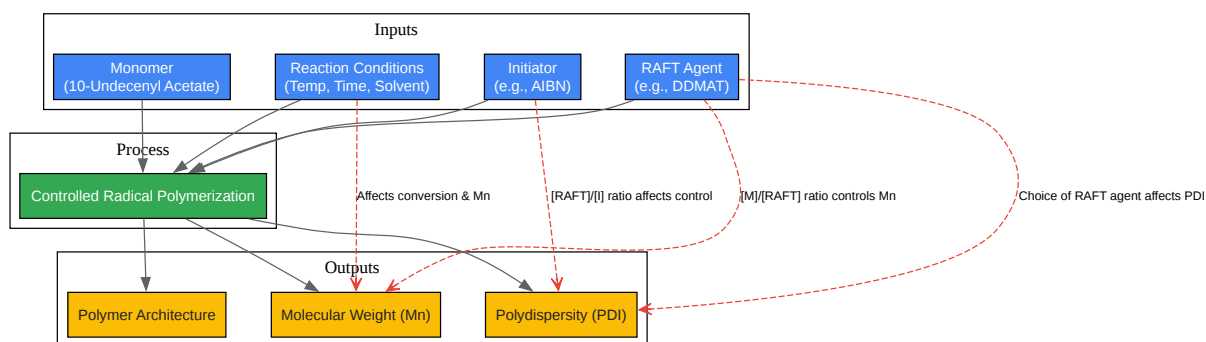 Inputs
Monomer
(10-Undecenyl Acetate)
Reaction Conditions
(Temp, Time, Solvent)
Initiator
(e.g., AIBN)
RAFT Agent
(e.g., DDMAT)
Process
Controlled Radical Polymerization
Affects conversion & Mn
[RAFT]/[I] ratio affects control
[M]/[RAFT] ratio controls Mn
Choice of RAFT agent affects PDI
Outputs
Polymer Architecture
Molecular Weight (Mn)
Polydispersity (PDI)